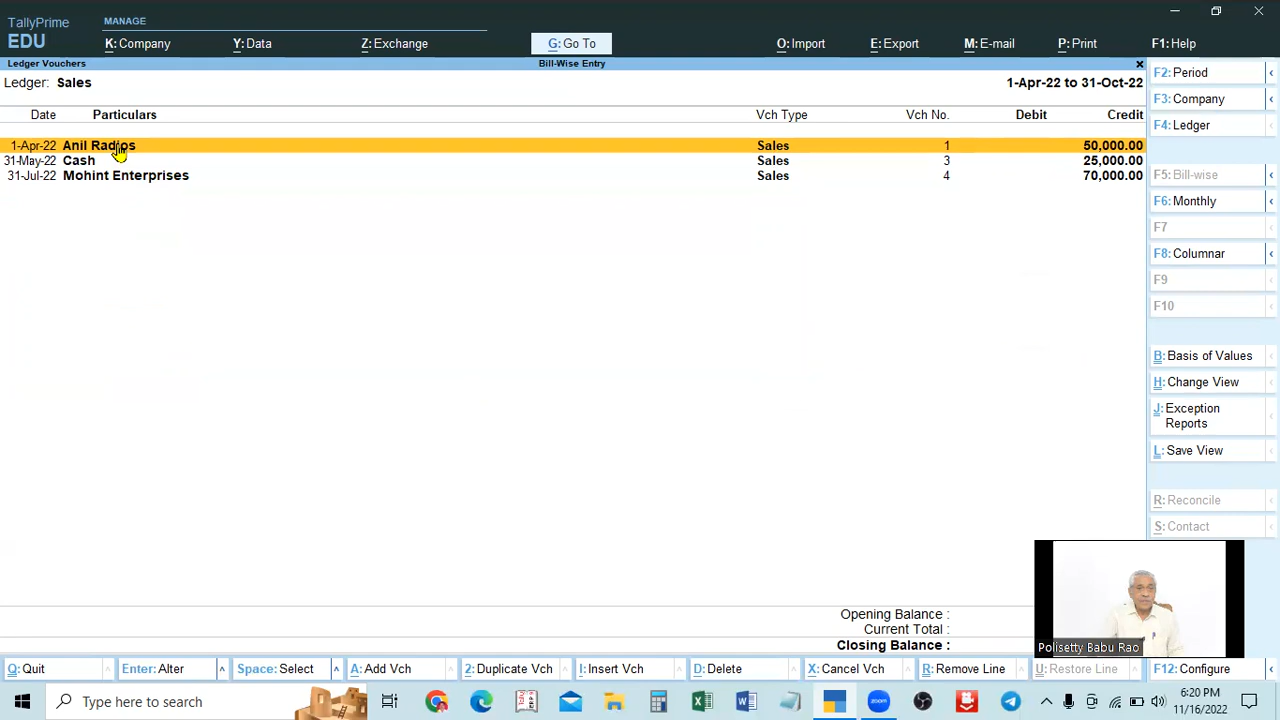 TallyPrime
EDU
MANAGE
K: Company
Y: Data
Z: Exchange
G: Go To
O: Import
E: Export
M: E-mail
P: Print
F1: Help
Ledger Vouchers
Bill-Wise Entry
Ledger: Sales
1-Apr-22 to 31-Oct-22
Date Particulars Vch Type Vch No. Debit Credit
1-Apr-22 Anil Radios Sales 1 50,000.00
31-May-22 Cash Sales 3 25,000.00
31-Jul-22 Mohint Enterprises Sales 4 70,000.00
Opening Balance :
Current Total :
Closing Balance :
F2: Period
F3: Company
F4: Ledger
F5: Bill-wise
F6: Monthly
F7
F8: Columnar
F9
F10
B: Basis of Values
H: Change View
J: Exception
Reports
L: Save View
R: Reconcile
S: Contact
Polisetty Babu Rao
Q: Quit
Enter: Alter
Space: Select
A: Add Vch
2: Duplicate Vch
I: Insert Vch
D: Delete
X: Cancel Vch
R: Remove Line
U: Restore Line
F12: Configure
Type here to search
zoom
6:20 PM
11/16/2022